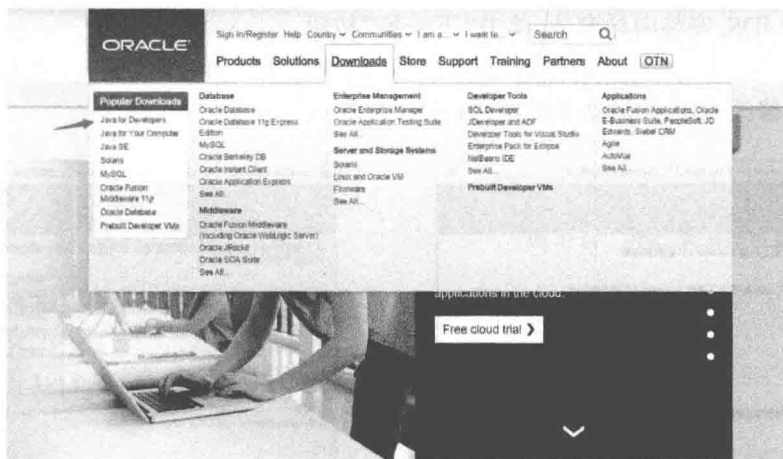 ORACLE
Sign In/Register Help Country Communities I am a... I want to... Search
Products Solutions Downloads Store Support Training Partners About OTN
Popular Downloads
Java for Developers
Java for Your Computer
Java SE
Solaris
MySQL
Oracle Fusion
Middleware 11g
Oracle Database
Prebuilt Developer VMs
Database
Oracle Database
Oracle Database 11g Express
Edition
MySQL
Oracle Berkeley DB
Oracle Instant Client
Oracle Application Express
See All...
Middleware
Oracle Fusion Middleware
(including Oracle WebLogic Server)
Oracle JRockit
Oracle SOA Suite
See All...
Enterprise Management
Oracle Enterprise Manager
Oracle Application Testing Suite
See All...
Server and Storage Systems
Solaris
Linux and Oracle VM
Firmware
See All...
Developer Tools
SQL Developer
JDeveloper and ADF
Developer Tools for Visual Studio
Enterprise Pack for Eclipse
NetBeans IDE
See All...
Prebuilt Developer VMs
Applications
Oracle Fusion Applications, Oracle
E-Business Suite, PeopleSoft, JD
Edwards, Siebel CRM
Agile
AutoVue
See All...
applications in the cloud.
Free cloud trial